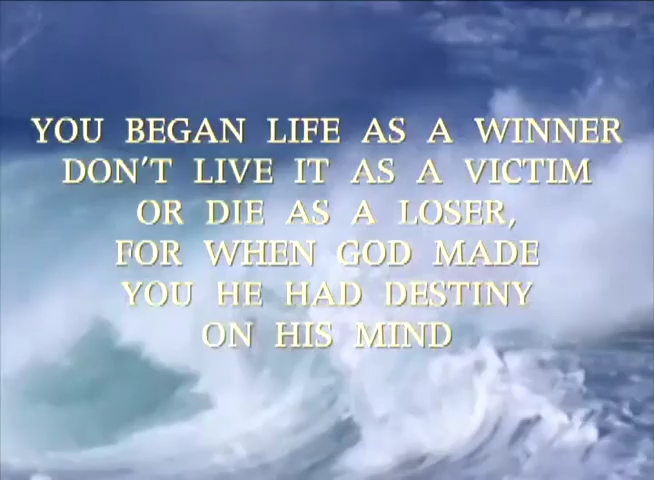 YOU BEGAN LIFE AS A WINNER
DON'T LIVE IT AS A VICTIM
OR DIE AS A LOSER,
FOR WHEN GOD MADE
YOU HE HAD DESTINY
ON HIS MIND